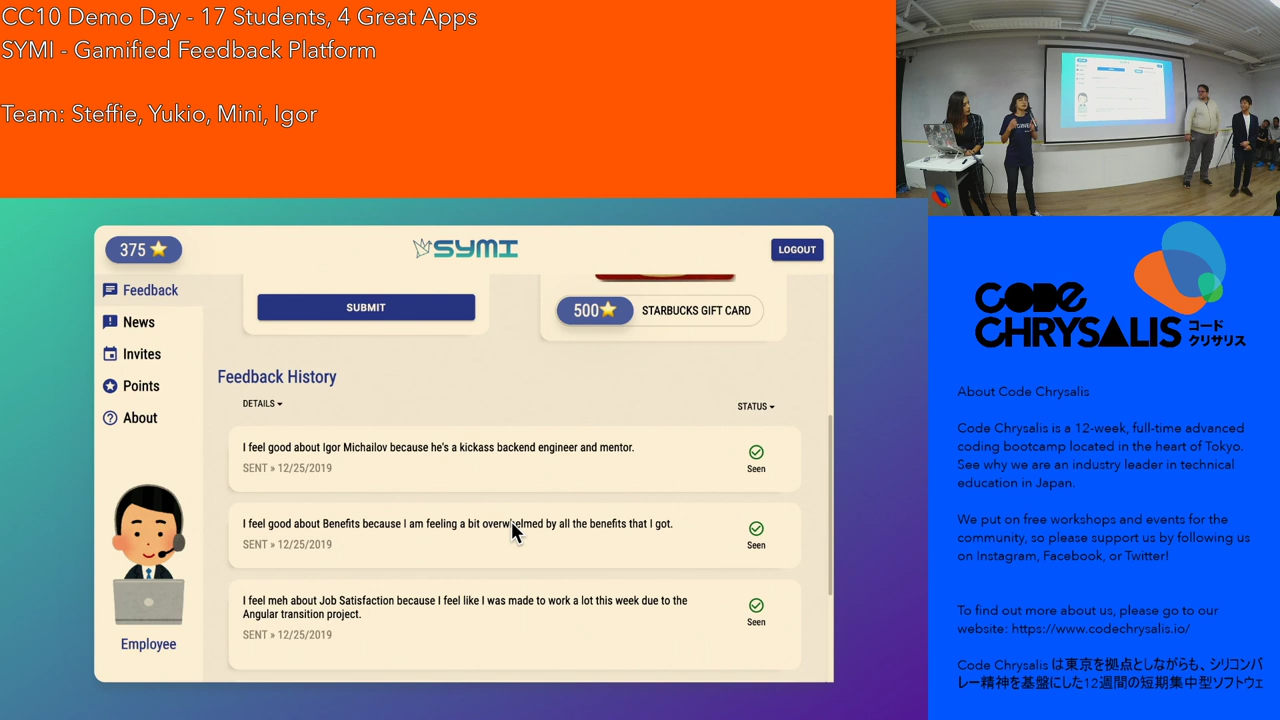 CC10 Demo Day - 17 Students, 4 Great Apps
SYMI - Gamified Feedback Platform
Team: Steffie, Yukio, Mini, Igor
375
SYMI
LOGOUT
Feedback
News
Invites
Points
About
Employee
SUBMIT
500
STARBUCKS GIFT CARD
Feedback History
DETAILS
STATUS
I feel good about Igor Michailov because he's a kickass backend engineer and mentor.
SENT » 12/25/2019
Seen
I feel good about Benefits because I am feeling a bit overwhelmed by all the benefits that I got.
SENT » 12/25/2019
Seen
I feel meh about Job Satisfaction because I feel like I was made to work a lot this week due to the
Angular transition project.
SENT » 12/25/2019
Seen
CODE
CHRYSALIS
コード
クリサリス
About Code Chrysalis
Code Chrysalis is a 12-week, full-time advanced
coding bootcamp located in the heart of Tokyo.
See why we are an industry leader in technical
education in Japan.
We put on free workshops and events for the
community, so please support us by following us
on Instagram, Facebook, or Twitter!
To find out more about us, please go to our
website: https://www.codechrysalis.io/
Code Chrysalis は東京を拠点としながらも、シリコンバ
レー精神を基盤にした12週間の短期集中型ソフトウェ